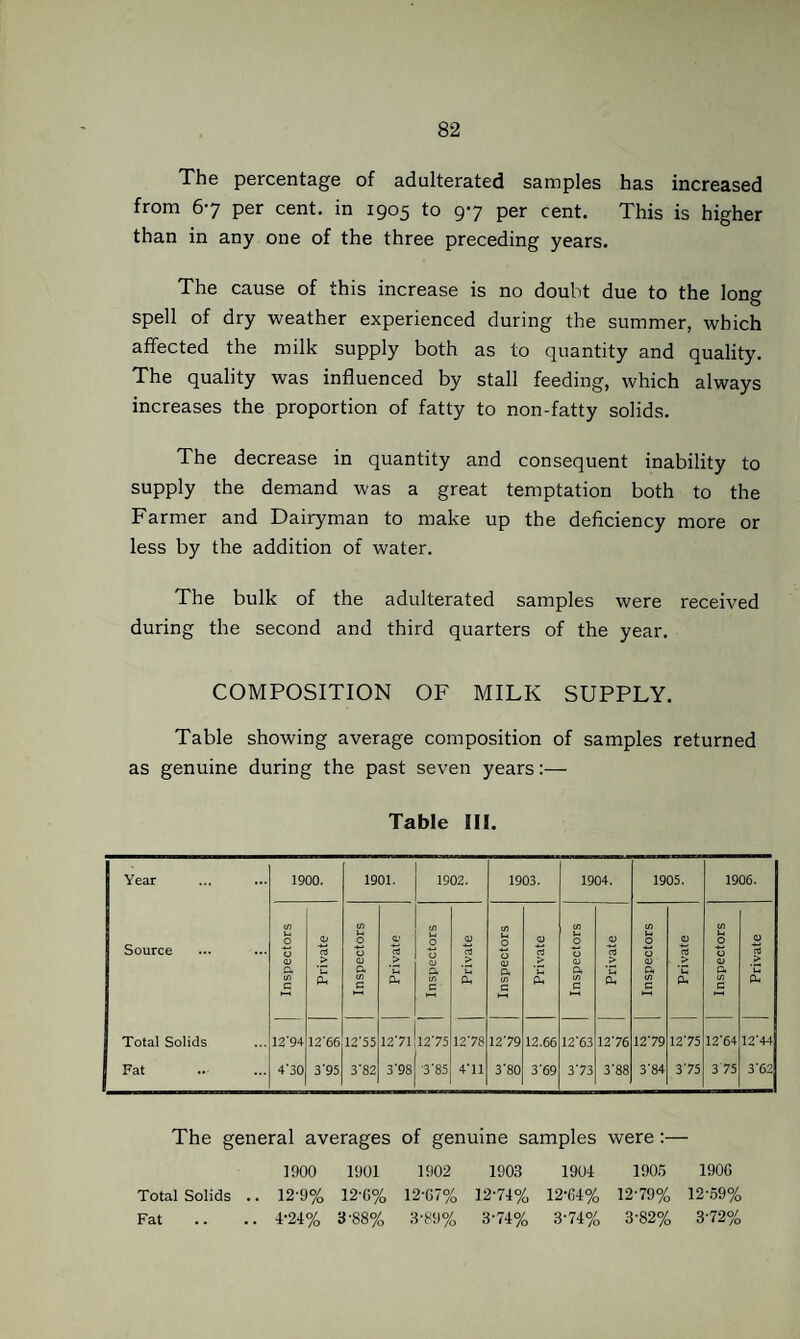 82
The percentage of adulterated samples has increased
from 6·7 per cent. in 1905 to 9·7 per cent. This is higher
than in any one of the three preceding years.
The cause of this increase is no doubt due to the long
spell of dry weather experienced during the summer, which
affected the milk supply both as to quantity and quality.
The quality was influenced by stall feeding, which always
increases the proportion of fatty to non-fatty solids.
The decrease in quantity and consequent inability to
supply the demand was a great temptation both to the
Farmer and Dairyman to make up the deficiency more or
less by the addition of water.
The bulk of the adulterated samples were received
during the second and third quarters of the year.
COMPOSITION OF MILK SUPPLY.
Table showing average composition of samples returned
as genuine during the past seven years:—
Table III.
Year ... ... 1900. 1901. 1902. 1903. 1904. 1905. 1906.
Source ... ... Inspectors Private Inspectors Private Inspectors Private Inspectors Private Inspectors Private Inspectors Private Inspectors Private
Total Solids ... 12·94 12·66 12·55 12·71 12·75 12·78 12·79 12.66 12·63 12·76 12·79 12·75 12·64 12·44
Fat .. ... 4·30 3·95 3·82 3·98 3·85 4·11 3·80 3·69 3·73 3·88 3·84 3·75 3 75 3·62
The general averages of genuine samples were:—
1900 1901 1902 1903 1904 1905 1906
Total Solids .. 12·9% 12·6% 12·67% 12·74% 12·64% 12·79% 12·59%
Fat .. .. 4·24% 3·88% 3·89% 3·74% 3·74% 3·82% 3·72%